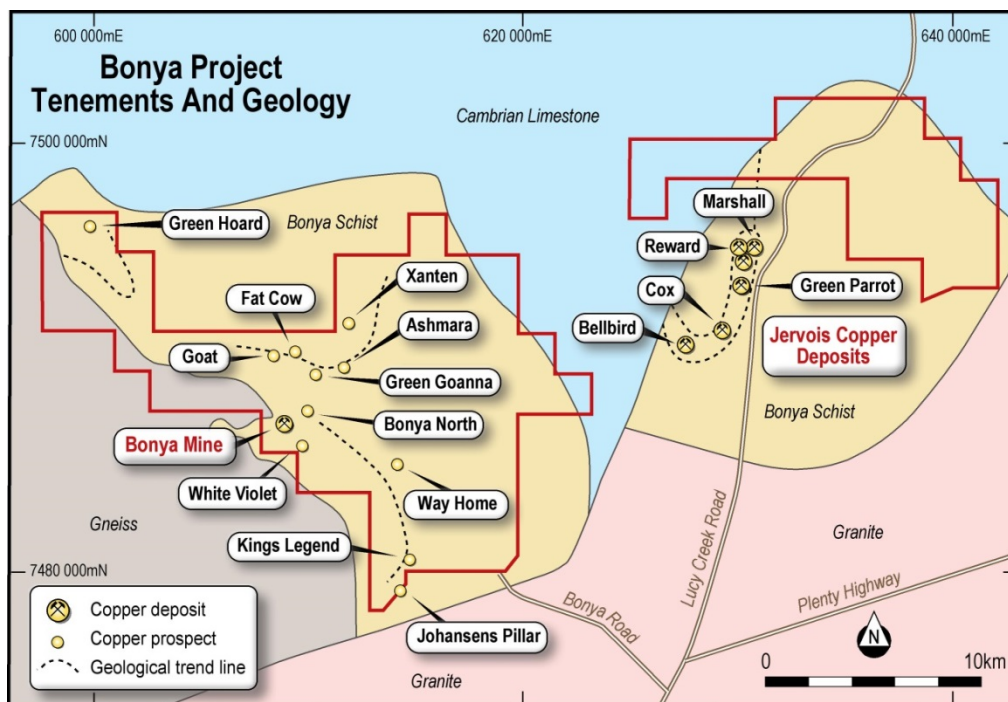 600 000mE
620 000mE
640 000mE
Bonya Project
Tenements And Geology
Cambrian Limestone
7500 000mN
Marshall
Green Hoard
Bonya Schist
Reward
Xanten
Fat Cow
Cox
Green Parrot
Ashmara
Bellbird
Jervois Copper
Deposits
Goat
Green Goanna
Bonya Schist
Bonya North
Bonya Mine
White Violet
Way Home
Gneiss
Lucy Creek Road
Granite
Kings Legend
7480 000mN
Plenty Highway
Bonya Road
Copper deposit
Copper prospect
Geological trend line
Johansens Pillar
N
0
10km
Granite